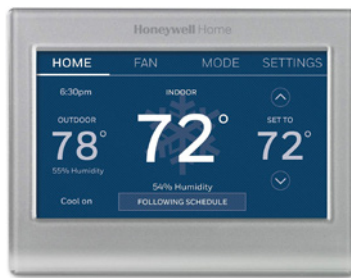 Honeywell Home
HOME FAN MODE SETTINGS
6:30pm
INDOOR
OUTDOOR
78°
55% Humidity
72°
SET TO
72°
54% Humidity
Cool on
FOLLOWING SCHEDULE